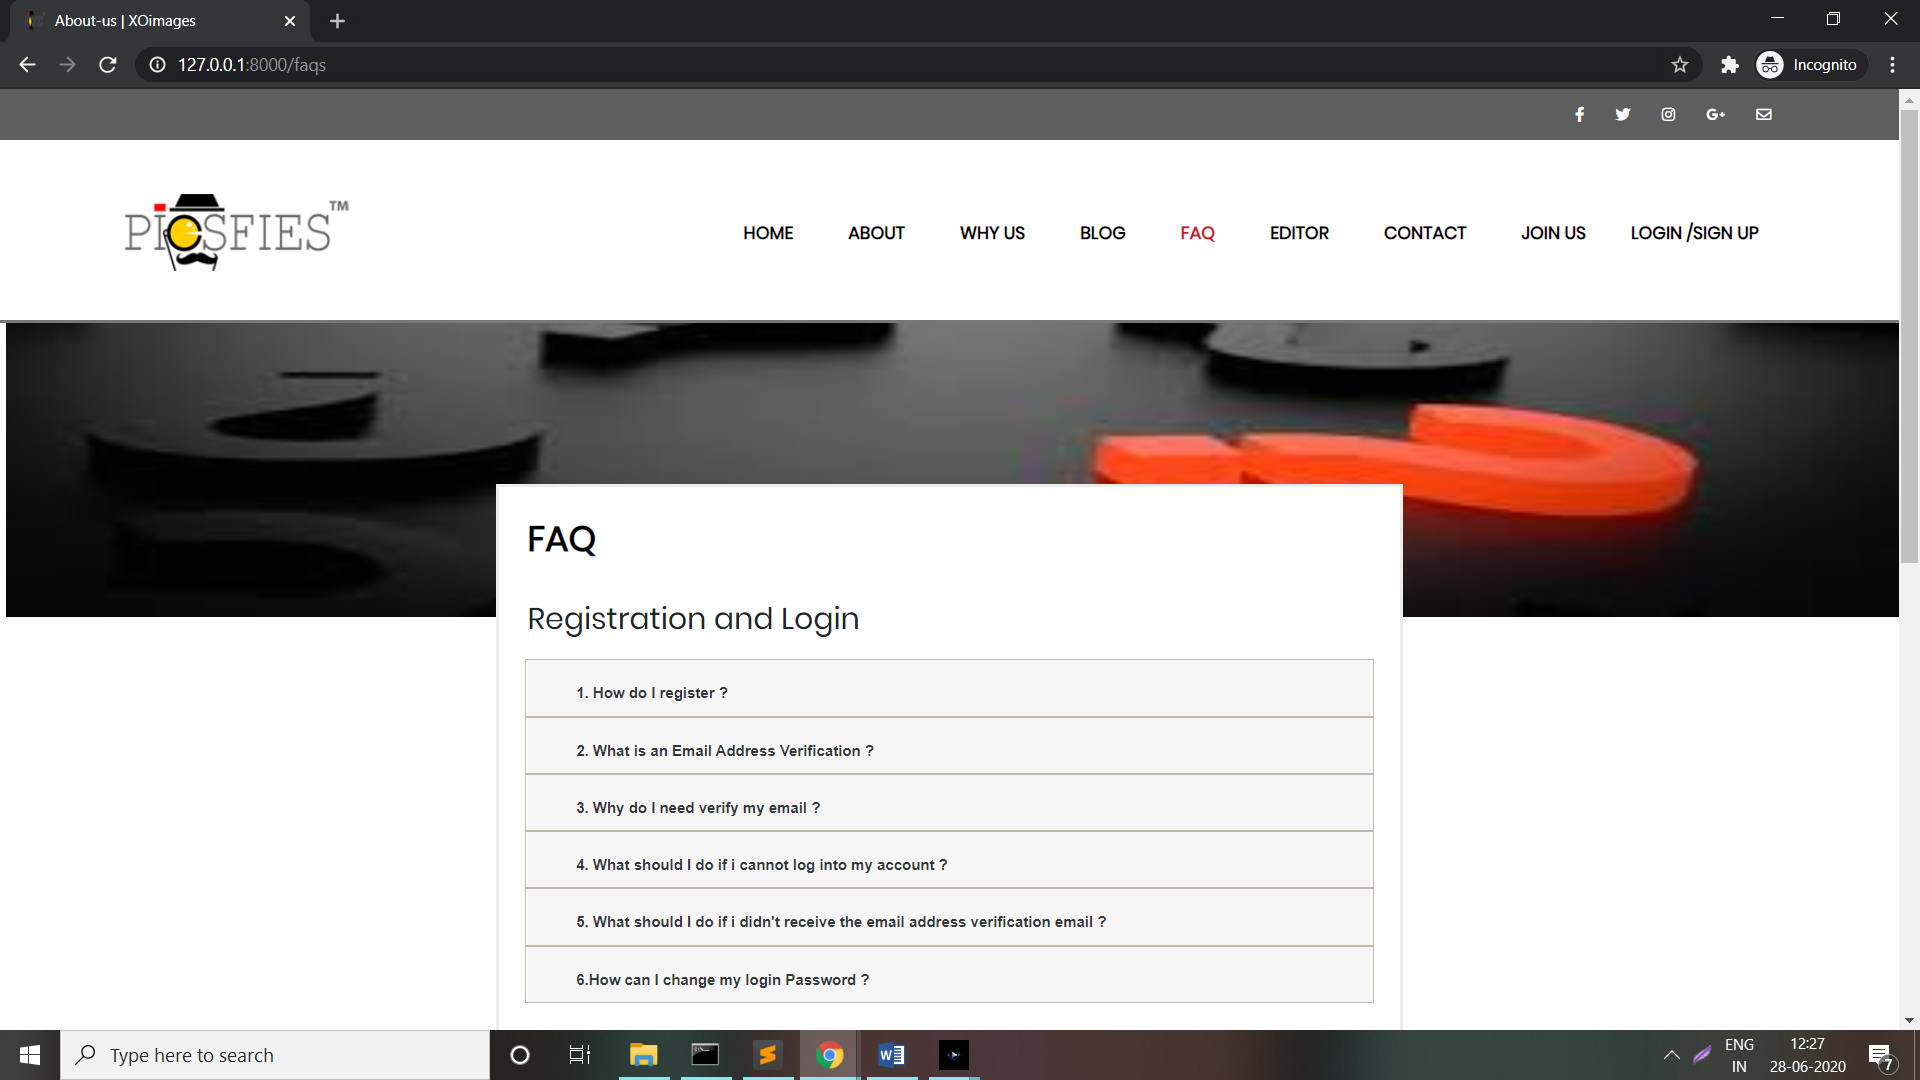 About-us | XOimages
127.0.0.1:8000/faqs
Incognito
PICSFIES TM
HOME ABOUT WHY US BLOG FAQ EDITOR CONTACT JOIN US LOGIN /SIGN UP
FAQ
Registration and Login
1. How do I register ?
2. What is an Email Address Verification ?
3. Why do I need verify my email ?
4. What should I do if i cannot log into my account ?
5. What should I do if i didn't receive the email address verification email ?
6.How can I change my login Password ?
Type here to search
ENG
IN
12:27
28-06-2020
7